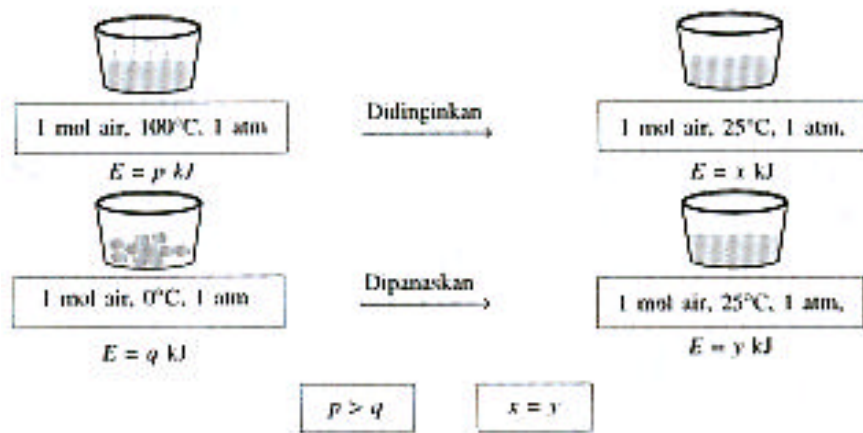 1 mol air, 100°C, 1 atm
Didinginkan
1 mol air, 25°C, 1 atm,
E = p kJ
E = x kJ
1 mol air, 0°C, 1 atm
Dipanaskan
1 mol air, 25°C, 1 atm,
E = q kJ
E = y kJ
p > q
x = y